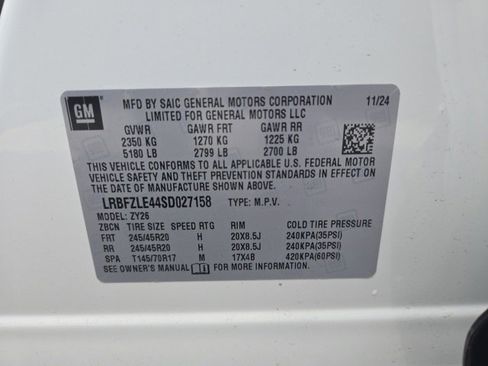 GM
MFD BY SAIC GENERAL MOTORS CORPORATION 11/24
LIMITED FOR GENERAL MOTORS LLC
GVWR GAWR FRT GAWR RR
2350 KG 1270 KG 1225 KG
5180 LB 2799 LB 2700 LB
THIS VEHICLE CONFORMS TO ALL APPLICABLE U.S. FEDERAL MOTOR
VEHICLE SAFETY AND THEFT PREVENTION STANDARDS IN EFFECT ON
THE DATE OF MANUFACTURE SHOWN ABOVE.
LRBFZLE44SD027158 TYPE: M.P.V.
MODEL: ZY26
ZBCN TIRE SIZE SPEED RTG RIM COLD TIRE PRESSURE
FRT 245/45R20 H 20X8.5J 240KPA(35PSI)
RR 245/45R20 H 20X8.5J 240KPA(35PSI)
SPA T145/70R17 M 17X4B 420KPA(60PSI)
SEE OWNER'S MANUAL FOR MORE INFORMATION